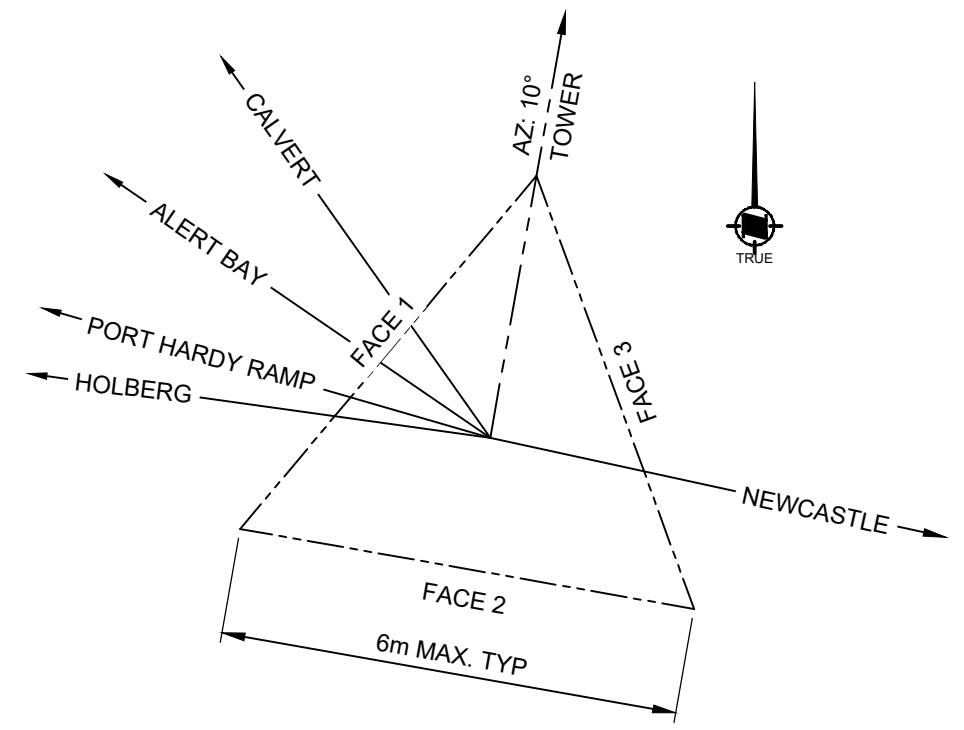 AZ: 10°
TOWER
CALVERT
ALERT BAY
TRUE
FACE 1
PORT HARDY RAMP
HOLBERG
FACE 3
NEWCASTLE
FACE 2
6m MAX. TYP